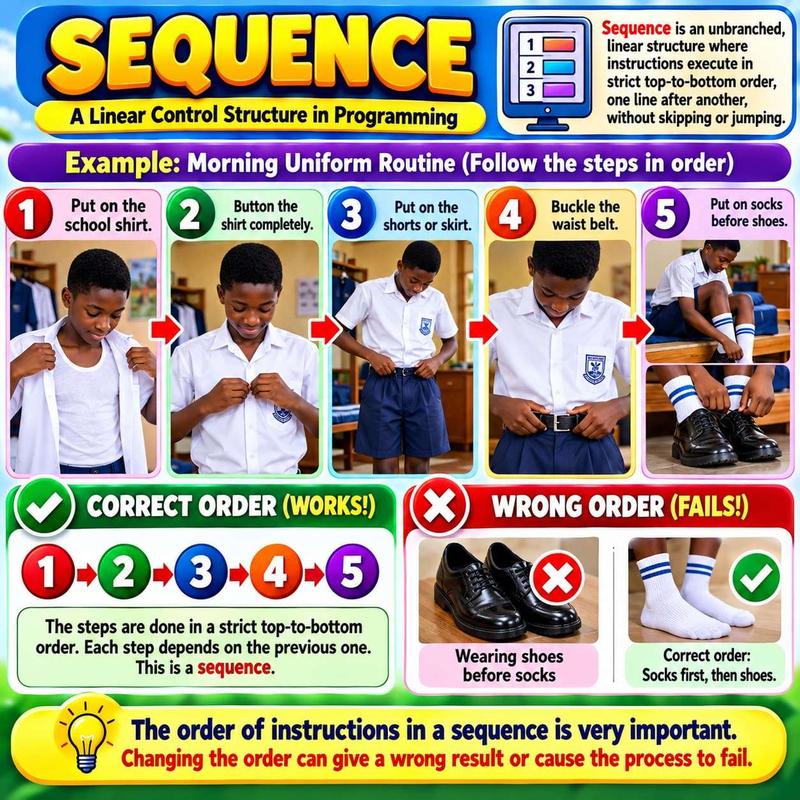 SEQUENCE
A Linear Control Structure in Programming
1
2
3
Sequence is an unbranched,
linear structure where
instructions execute in
strict top-to-bottom order,
one line after another,
without skipping or jumping.
Example: Morning Uniform Routine (Follow the steps in order)
1
Put on the
school shirt.
2
Button the
shirt completely.
3
Put on the
shorts or skirt.
4
Buckle the
waist belt.
5
Put on socks
before shoes.
CORRECT ORDER (WORKS!)
1 2 3 4 5
The steps are done in a strict top-to-bottom
order. Each step depends on the previous one.
This is a sequence.
WRONG ORDER (FAILS!)
Wearing shoes
before socks
Correct order:
Socks first, then shoes.
The order of instructions in a sequence is very important.
Changing the order can give a wrong result or cause the process to fail.